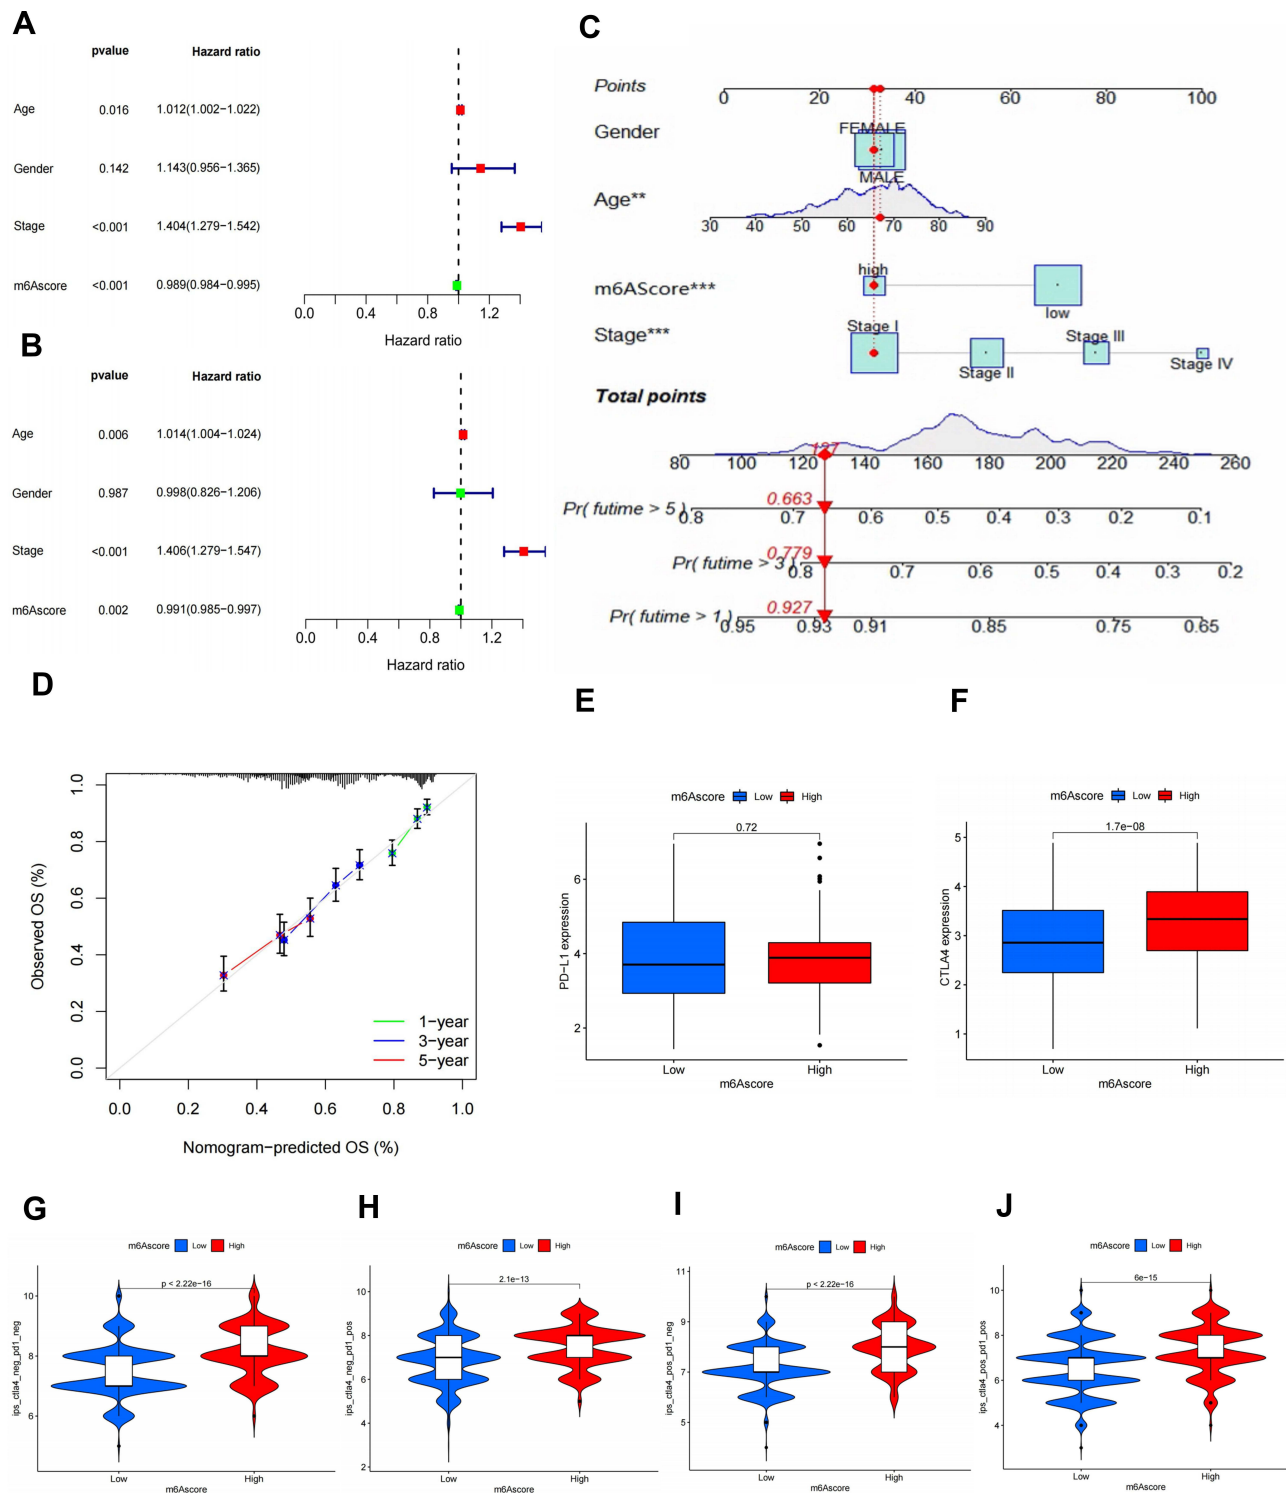 A
pvalue Hazard ratio
Age 0.016 1.012(1.002−1.022)
Gender 0.142 1.143(0.956−1.365)
Stage <0.001 1.404(1.279−1.542)
m6Ascore <0.001 0.989(0.984−0.995)
0.0 0.4 0.8 1.2
Hazard ratio
B
pvalue Hazard ratio
Age 0.006 1.014(1.004−1.024)
Gender 0.987 0.998(0.826−1.206)
Stage <0.001 1.406(1.279−1.547)
m6Ascore 0.002 0.991(0.985−0.997)
0.0 0.4 0.8 1.2
Hazard ratio
C
Points
0 20 40 60 80 100
Gender
FEMALE
MALE
Age**
30 40 50 60 70 80 90
m6AScore***
high
low
Stage***
Stage I
Stage II
Stage III
Stage IV
Total points
127
80 100 120 140 160 180 200 220 240 260
Pr( futime > 5 )
0.663
0.8 0.7 0.6 0.5 0.4 0.3 0.2 0.1
Pr( futime > 3 )
0.779
0.8 0.7 0.6 0.5 0.4 0.3 0.2
Pr( futime > 1 )
0.927
0.95 0.93 0.91 0.85 0.75 0.65
D
Observed OS (%)
0.0 0.2 0.4 0.6 0.8 1.0
1−year
3−year
5−year
0.0 0.2 0.4 0.6 0.8 1.0
Nomogram−predicted OS (%)
E
m6Ascore Low High
0.72
PD−L1 expression
6
4
2
Low High
m6Ascore
F
m6Ascore Low High
1.7e−08
CTLA4 expression
5
4
3
2
1
Low High
m6Ascore
G
m6Ascore Low High
p < 2.22e−16
ips_ctla4_neg_pd1_neg
10
8
6
Low High
m6Ascore
H
m6Ascore Low High
2.1e−13
ips_ctla4_neg_pd1_pos
10
8
6
4
2
Low High
m6Ascore
I
m6Ascore Low High
p < 2.22e−16
ips_ctla4_pos_pd1_neg
11
9
7
5
Low High
m6Ascore
J
m6Ascore Low High
6e−15
ips_ctla4_pos_pd1_pos
10
8
6
4
Low High
m6Ascore